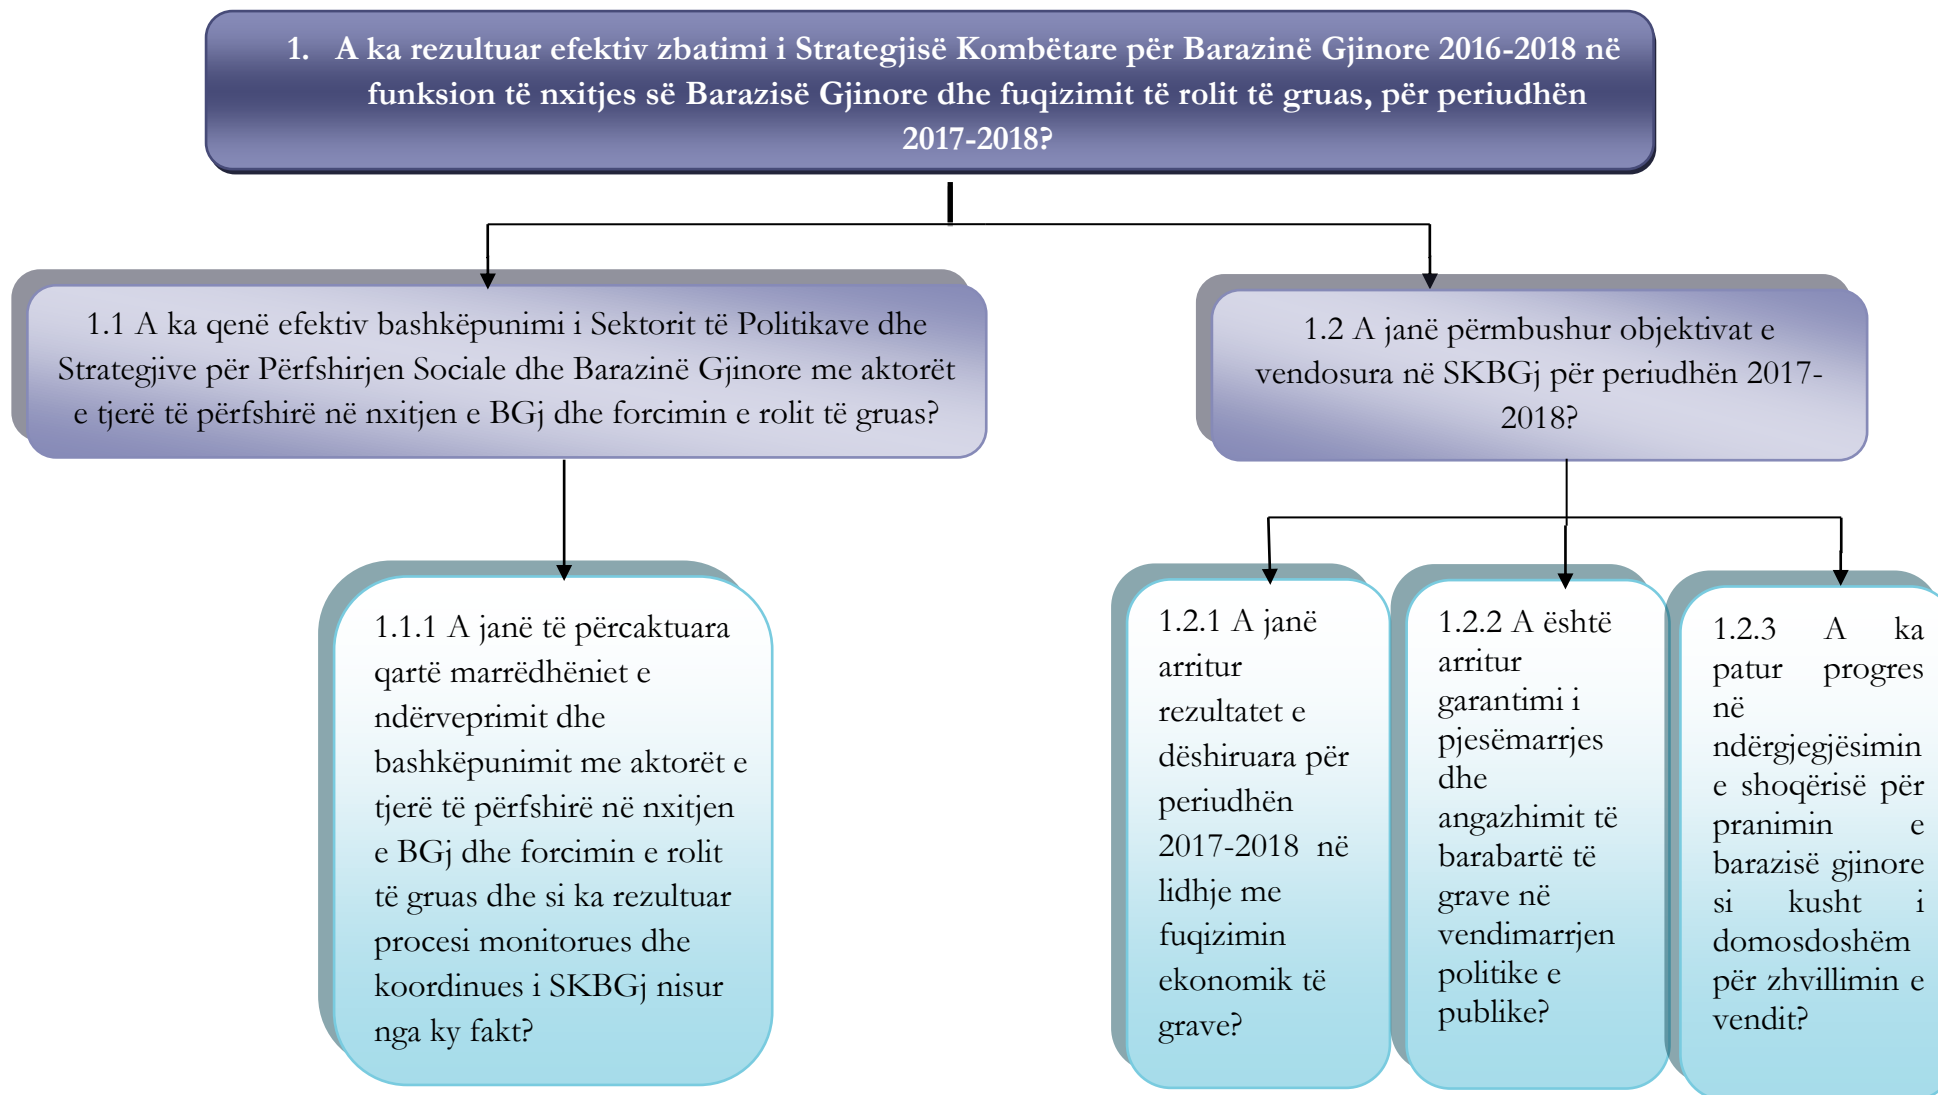 1. A ka rezultuar efektiv zbatimi i Strategjisë Kombëtare për Barazinë Gjinore 2016-2018 në
funksion të nxitjes së Barazisë Gjinore dhe fuqizimit të rolit të gruas, për periudhën
2017-2018?
1.1 A ka qenë efektiv bashkëpunimi i Sektorit të Politikave dhe
Strategjive për Përfshirjen Sociale dhe Barazinë Gjinore me aktorët
e tjerë të përfshirë në nxitjen e BGj dhe forcimin e rolit të gruas?
1.2 A janë përmbushur objektivat e
vendosura në SKBGj për periudhën 2017-
2018?
1.1.1 A janë të përcaktuara
qartë marrëdhëniet e
ndërveprimit dhe
bashkëpunimit me aktorët e
tjerë të përfshirë në nxitjen
e BGj dhe forcimin e rolit
të gruas dhe si ka rezultuar
procesi monitorues dhe
koordinues i SKBGj nisur
nga ky fakt?
1.2.1 A janë
arritur
rezultatet e
dëshiruara për
periudhën
2017-2018 në
lidhje me
fuqizimin
ekonomik të
grave?
1.2.2 A është
arritur
garantimi i
pjesëmarrjes
dhe
angazhimit të
barabartë të
grave në
vendimarrjen
politike e
publike?
1.2.3 A ka
patur progres
në
ndërgjegjësimin
e shoqërisë për
pranimin e
barazisë gjinore
si kusht i
domosdoshëm
për zhvillimin e
vendit?